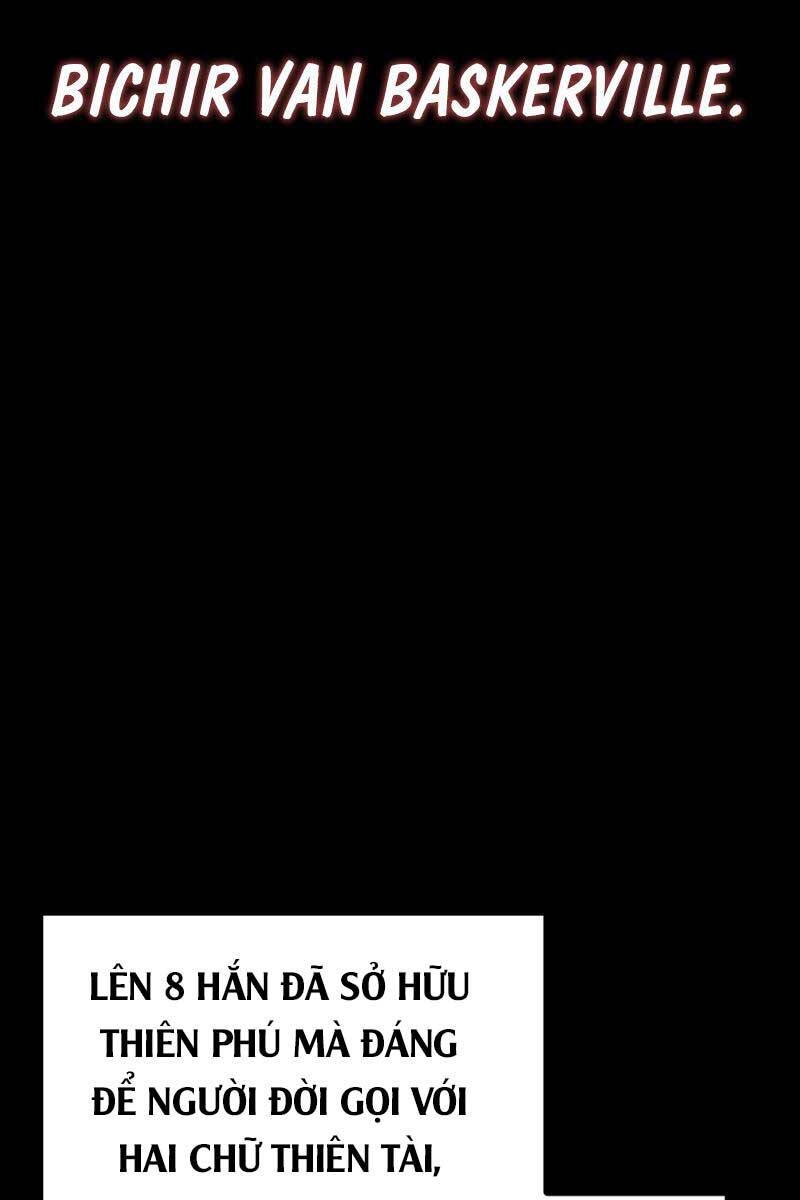 BICHIR VAN BASKERVILLE.
LÊN 8 HẮN ĐÃ SỞ HỮU
THIÊN PHÚ MÀ ĐÁNG
ĐỂ NGƯỜI ĐỜI GỌI VỚI
HAI CHỮ THIÊN TÀI,